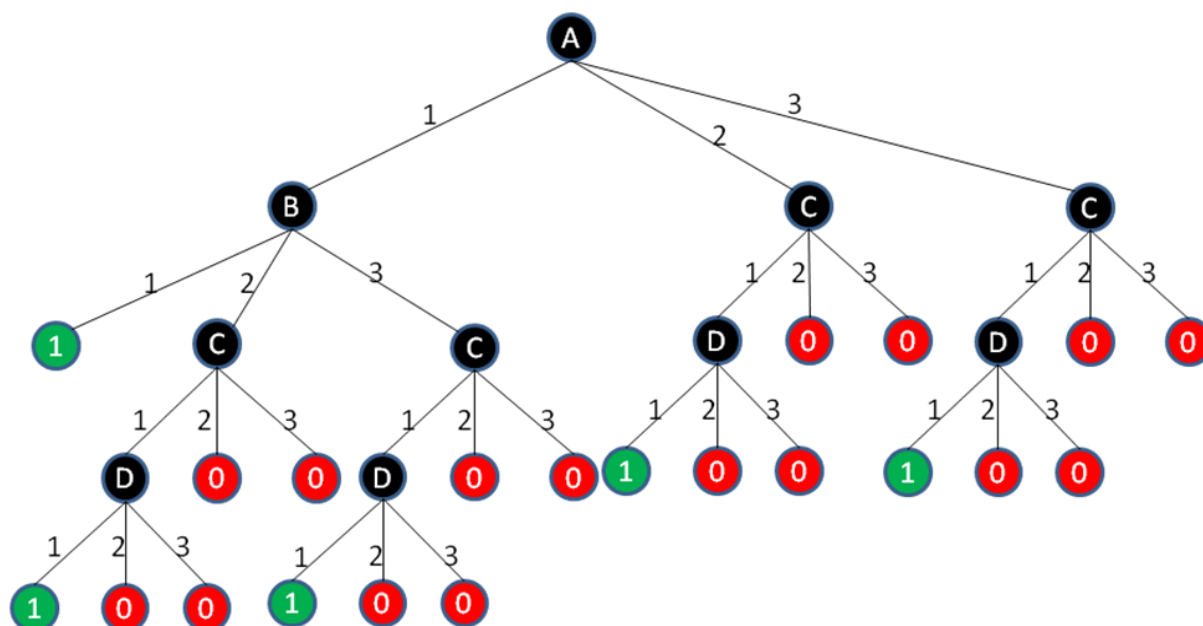 A
1 2 3
B C C
1 2 3 1 2 3 1 2 3
1 C C D 0 0 D 0 0
1 2 3 1 2 3 1 2 3 1 2 3
D 0 0 D 0 0 1 0 0 1 0 0
1 2 3 1 2 3
1 0 0 1 0 0